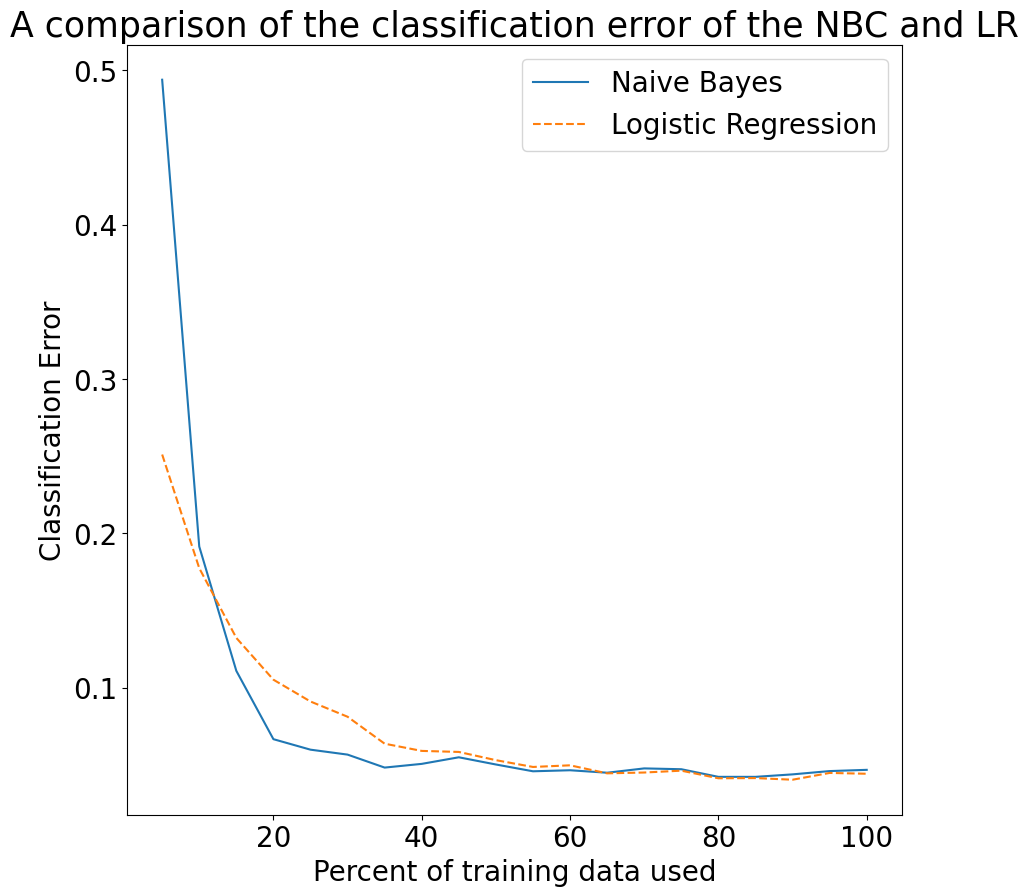 A comparison of the classification error of the NBC and LR
0.5
0.4
0.3
0.2
0.1
Classification Error
Naive Bayes
Logistic Regression
20 40 60 80 100
Percent of training data used